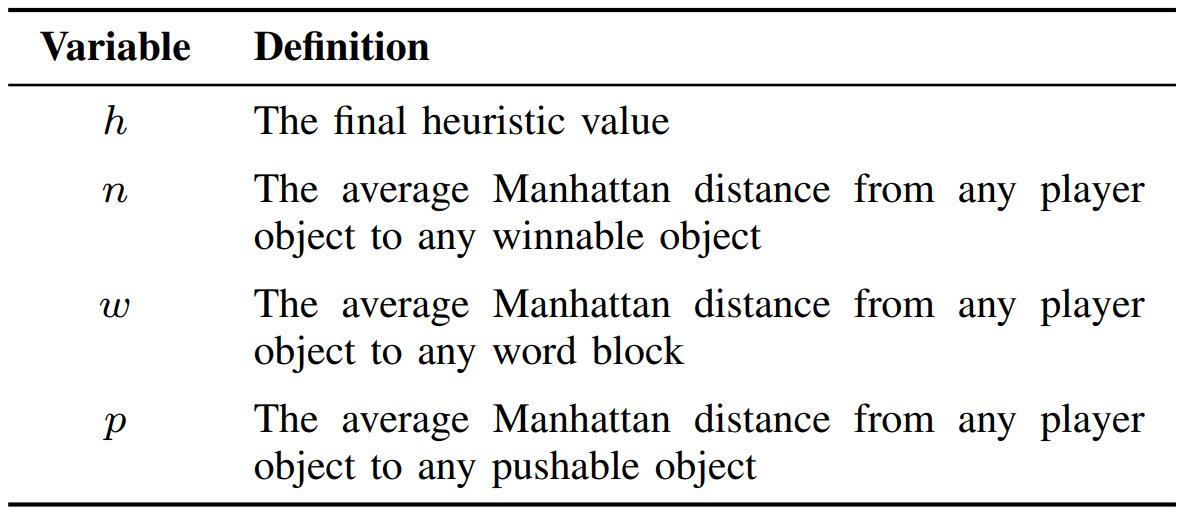 Variable Definition
h The final heuristic value
n The average Manhattan distance from any player
object to any winnable object
w The average Manhattan distance from any player
object to any word block
p The average Manhattan distance from any player
object to any pushable object